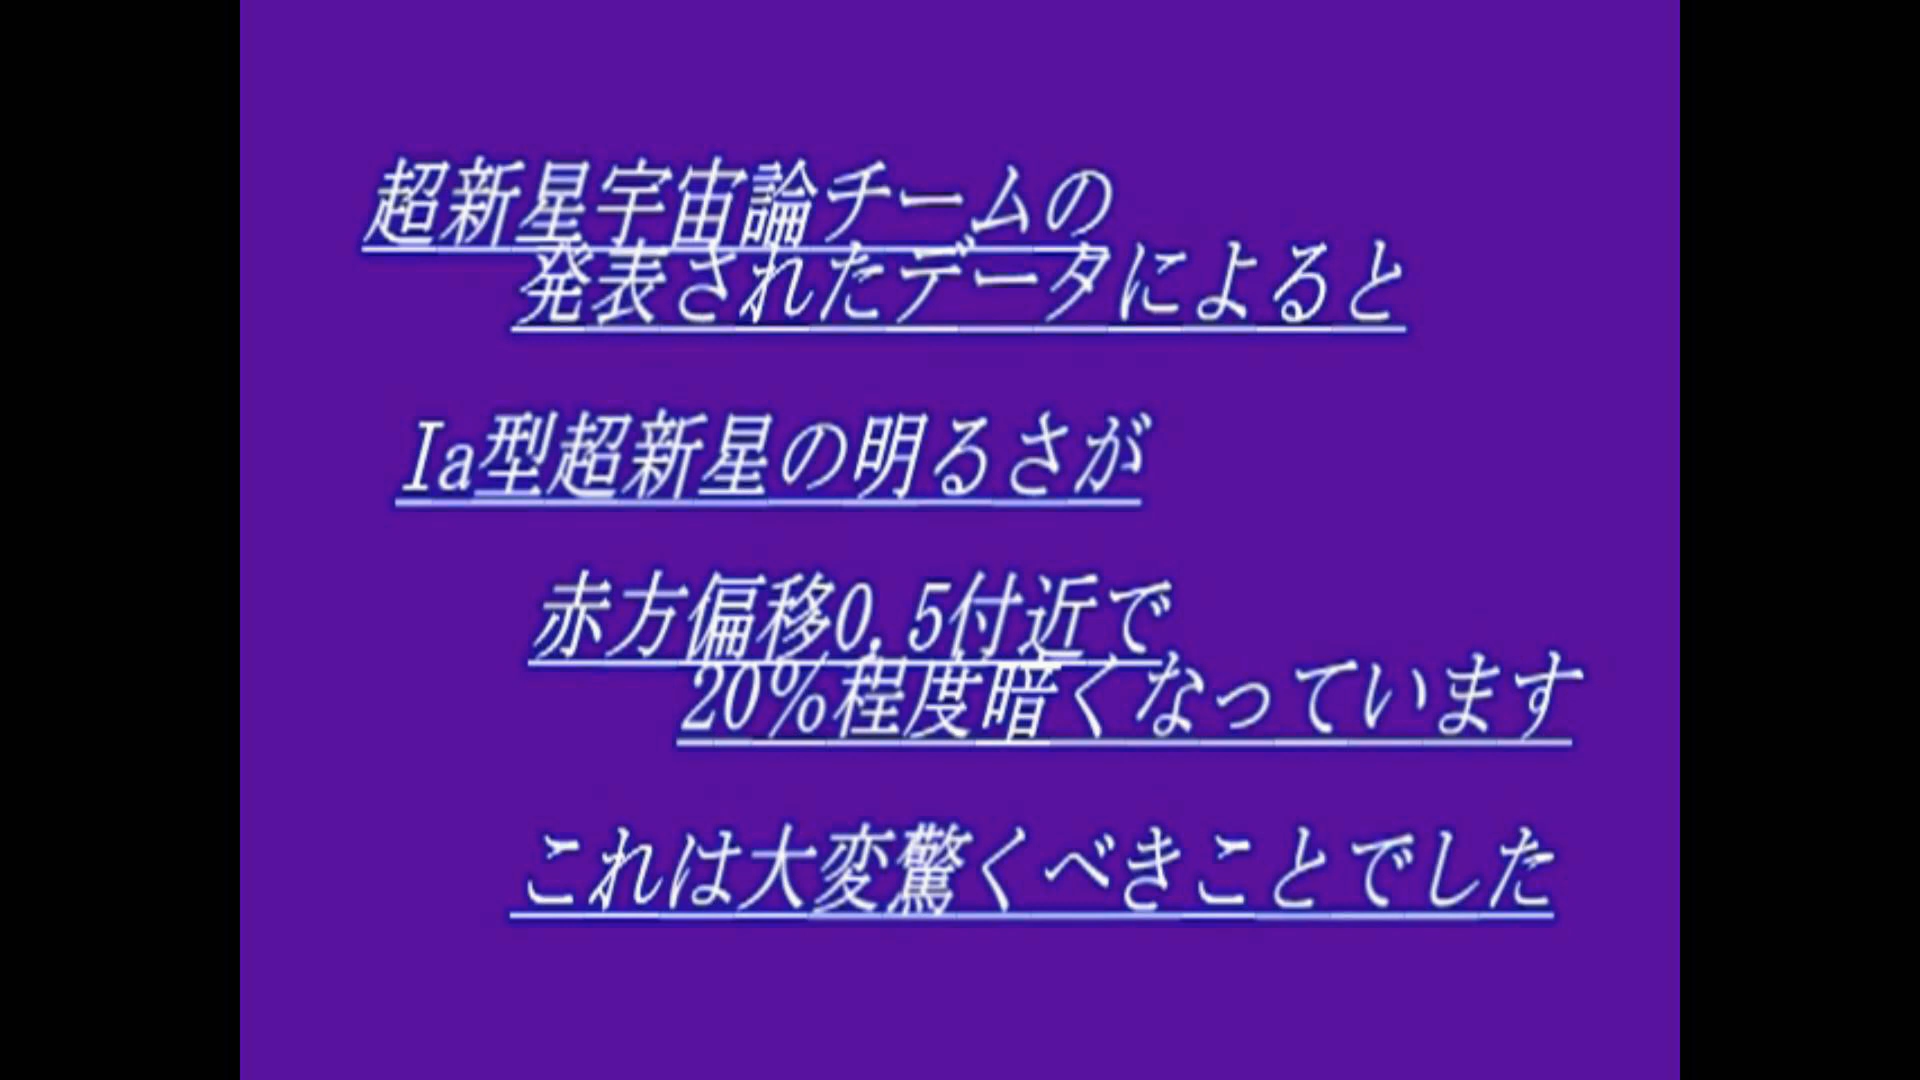 超新星宇宙論チームの
発表されたデータによると
Ia型超新星の明るさが
赤方偏移0.5付近で
20%程度暗くなっています
これは大変驚くべきことでした